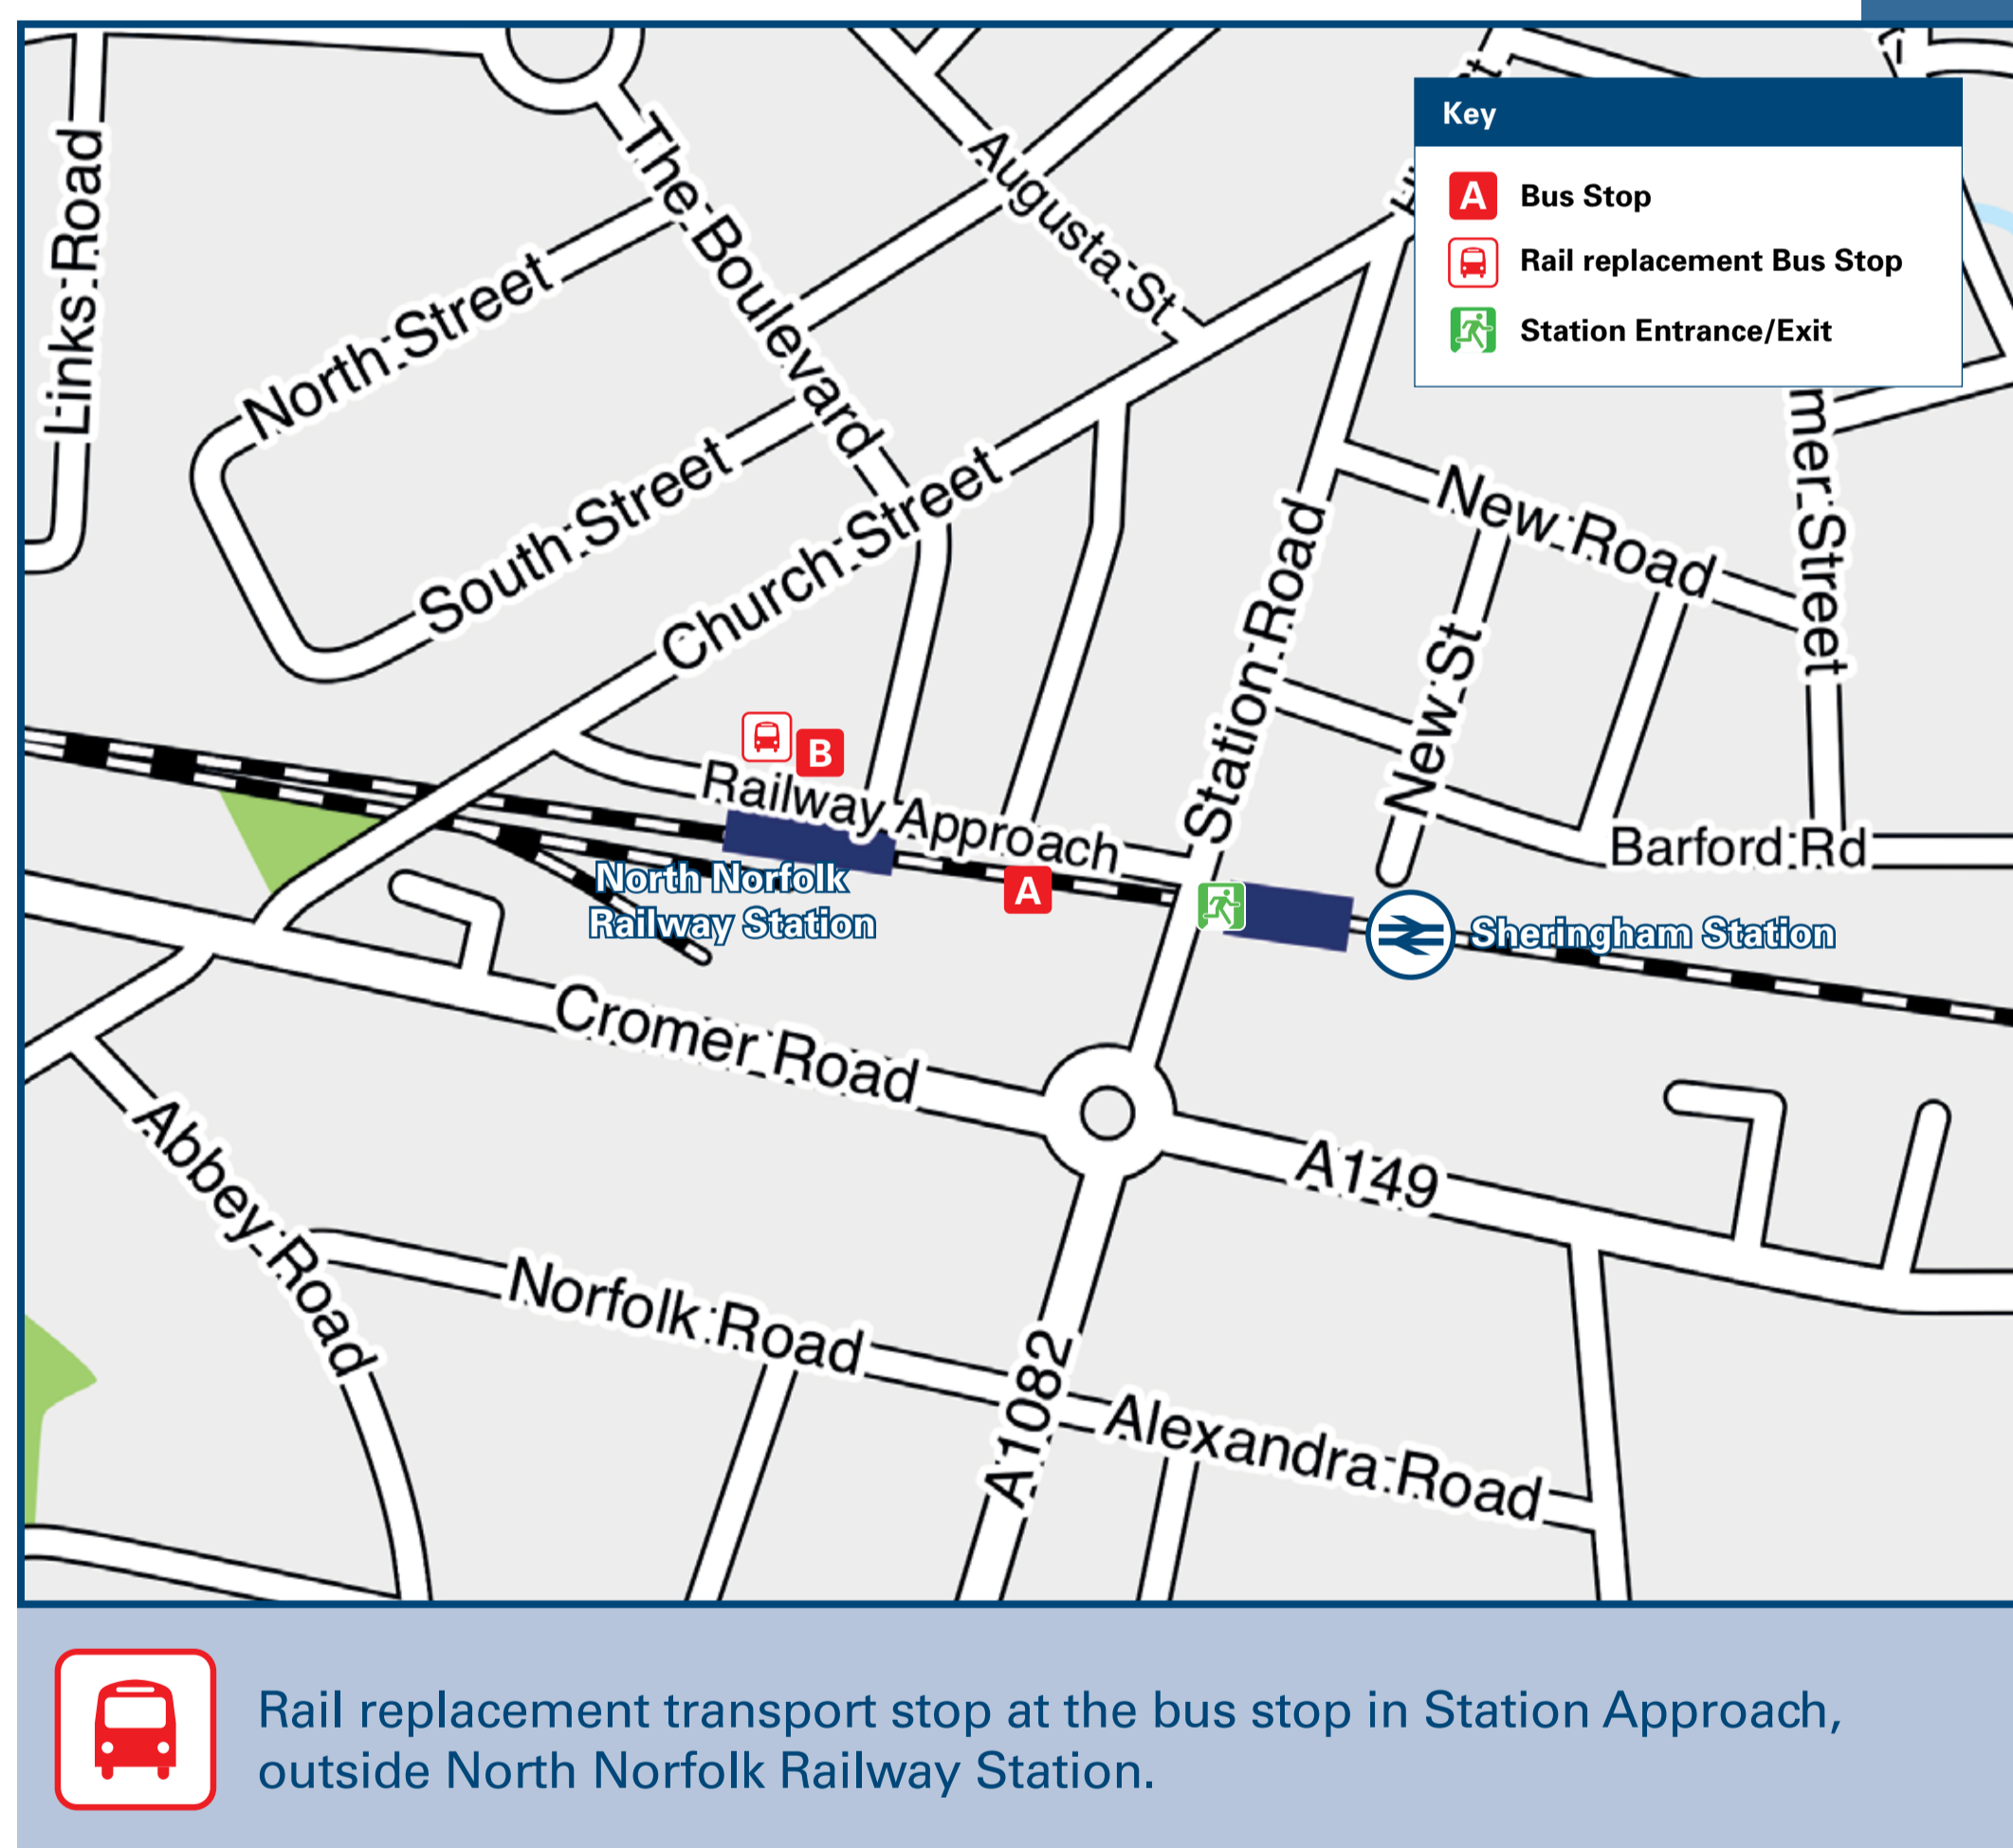 Key
A Bus Stop
Rail replacement Bus Stop
Station Entrance/Exit
Links Road
The Boulevard
Augusta St
North Street
South Street
Church Street
New Road
mer Street
Station Road
New St
B
Railway Approach
Barford Rd
A
North Norfolk
Railway Station
Sheringham Station
Cromer Road
A149
Abbey Road
Norfolk Road
A1082
Alexandra Road
Rail replacement transport stop at the bus stop in Station Approach,
outside North Norfolk Railway Station.